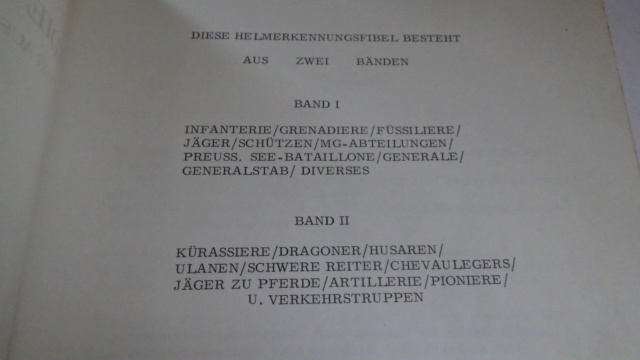 DIESE HELMERKENNUNGSFIBEL BESTEHT
AUS ZWEI BÄNDEN
BAND I
INFANTERIE/GRENADIERE/FÜSSILIERE/
JÄGER/SCHÜTZEN/MG-ABTEILUNGEN/
PREUSS. SEE-BATAILLONE/GENERALE/
GENERALSTAB/ DIVERSES
BAND II
KÜRASSIERE/DRAGONER/HUSAREN/
ULANEN/SCHWERE REITER/CHEVAULEGERS/
JÄGER ZU PFERDE/ARTILLERIE/PIONIERE/
U. VERKEHRSTRUPPEN